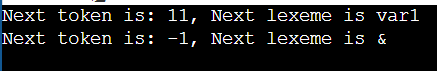 Next token is: 11, Next lexeme is var1
Next token is: -1, Next lexeme is &